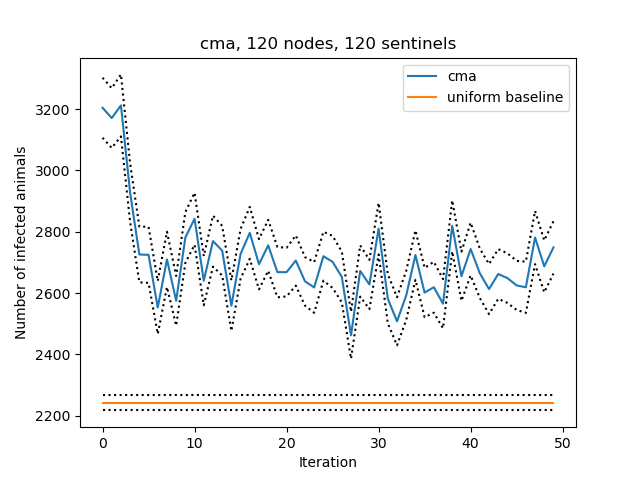 cma, 120 nodes, 120 sentinels
cma
uniform baseline
Number of infected animals
3200
3000
2800
2600
2400
2200
0 10 20 30 40 50
Iteration